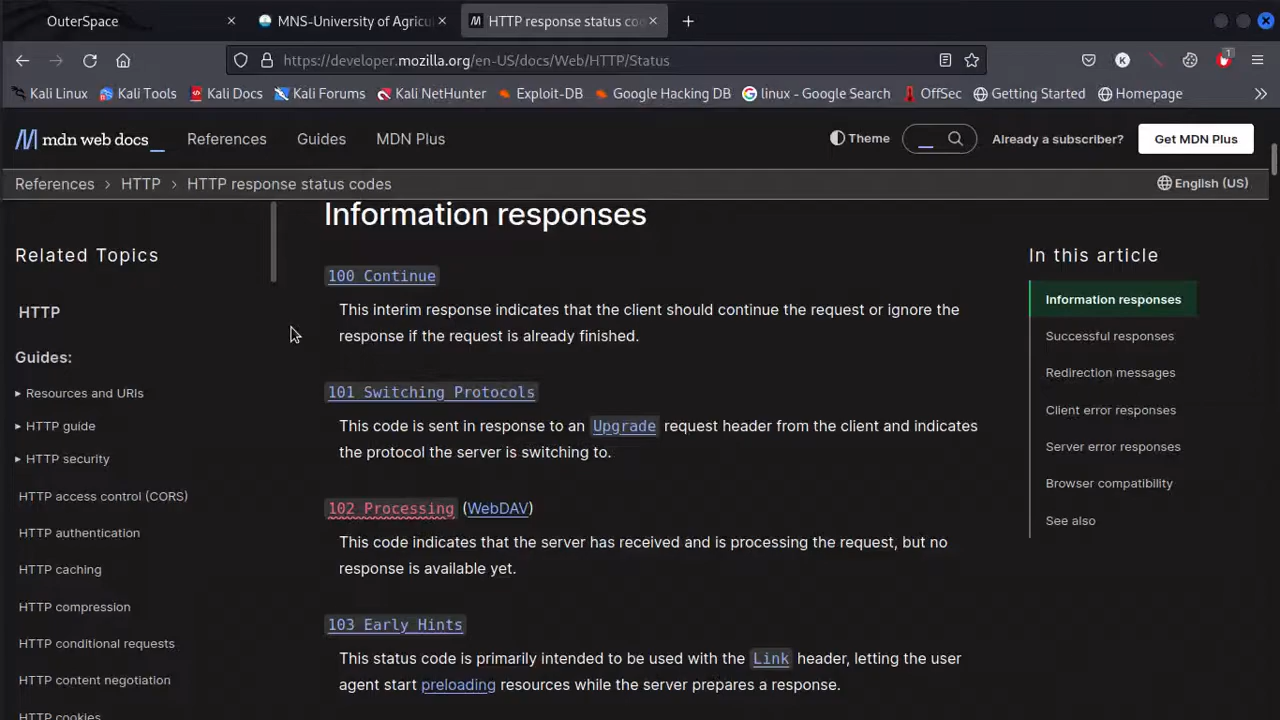 OuterSpace
MNS-University of Agricul
HTTP response status co
https://developer.mozilla.org/en-US/docs/Web/HTTP/Status
1
Kali Linux
Kali Tools
Kali Docs
Kali Forums
Kali NetHunter
Exploit-DB
Google Hacking DB
linux - Google Search
OffSec
Getting Started
Homepage
mdn web docs_
References
Guides
MDN Plus
Theme
Already a subscriber?
Get MDN Plus
References > HTTP > HTTP response status codes
English (US)
Related Topics
HTTP
Guides:
Resources and URIs
HTTP guide
HTTP security
HTTP access control (CORS)
HTTP authentication
HTTP caching
HTTP compression
HTTP conditional requests
HTTP content negotiation
HTTP cookies
Information responses
100 Continue
This interim response indicates that the client should continue the request or ignore the
response if the request is already finished.
101 Switching Protocols
This code is sent in response to an Upgrade request header from the client and indicates
the protocol the server is switching to.
102 Processing (WebDAV)
This code indicates that the server has received and is processing the request, but no
response is available yet.
103 Early Hints
This status code is primarily intended to be used with the Link header, letting the user
agent start preloading resources while the server prepares a response.
In this article
Information responses
Successful responses
Redirection messages
Client error responses
Server error responses
Browser compatibility
See also